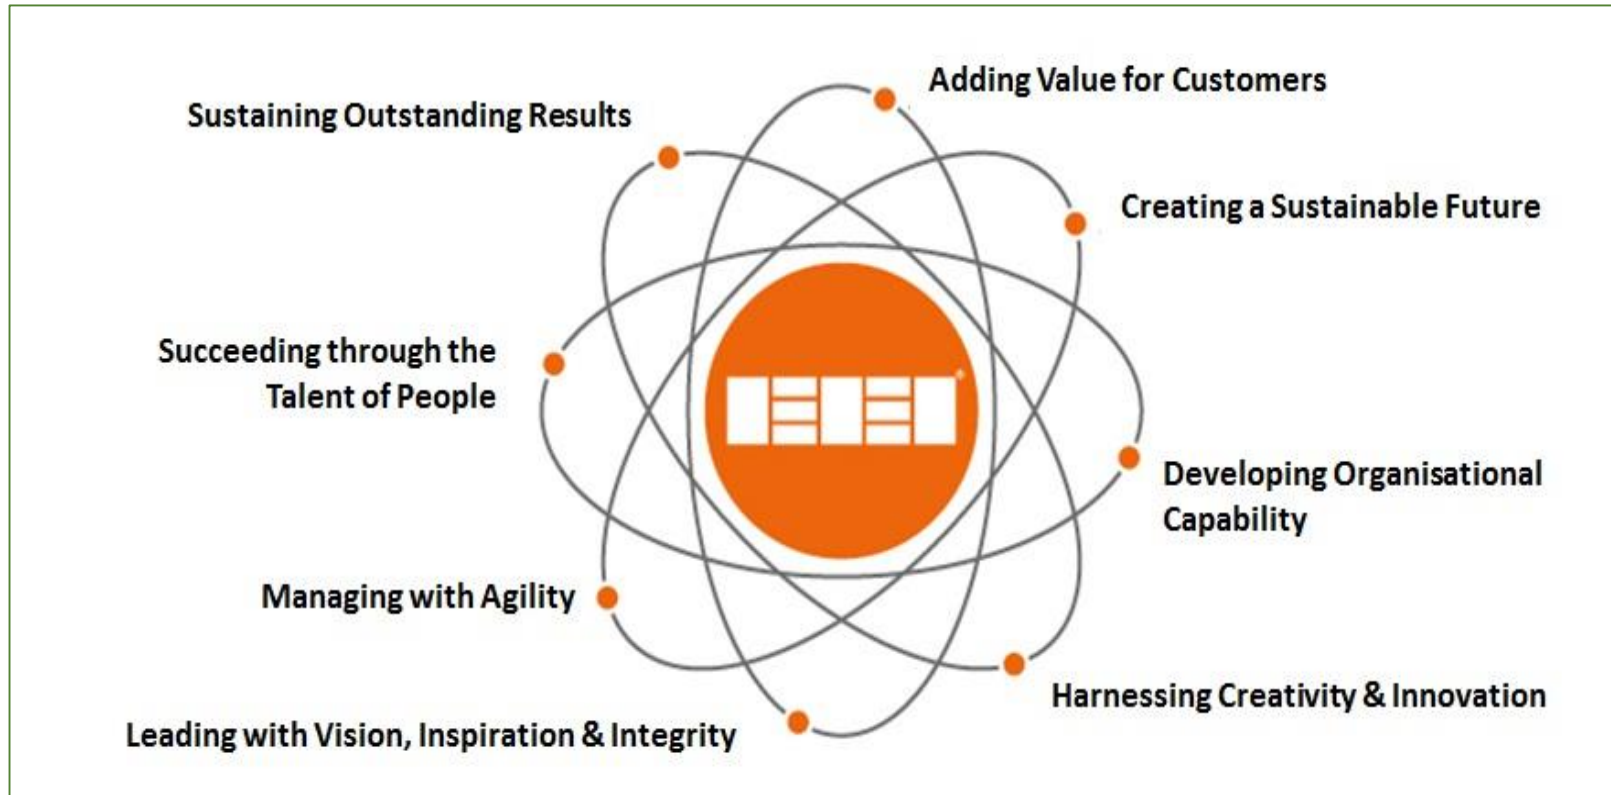 Adding Value for Customers
Sustaining Outstanding Results
Creating a Sustainable Future
Succeeding through the
Talent of People
Developing Organisational
Capability
Managing with Agility
Harnessing Creativity & Innovation
Leading with Vision, Inspiration & Integrity